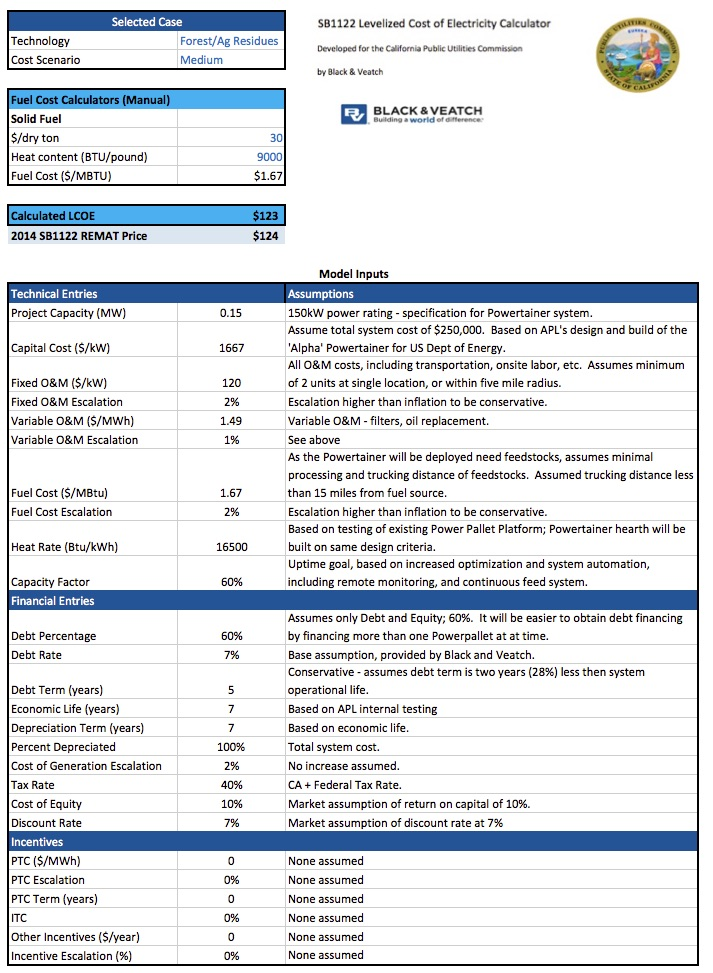 Selected Case
Technology Forest/Ag Residues
Cost Scenario Medium
SB1122 Levelized Cost of Electricity Calculator
Developed for the California Public Utilities Commission
by Black & Veatch
BLACK & VEATCH
Building a world of difference.
Fuel Cost Calculators (Manual)
Solid Fuel
$/dry ton 30
Heat content (BTU/pound) 9000
Fuel Cost ($/MBTU) $1.67
Calculated LCOE $123
2014 SB1122 REMAT Price $124
Model Inputs
Technical Entries Assumptions
Project Capacity (MW) 0.15 150kW power rating - specification for Powertainer system.
Assume total system cost of $250,000. Based on APL's design and build of the
Capital Cost ($/kW) 1667 'Alpha' Powertainer for US Dept of Energy.
All O&M costs, including transportation, onsite labor, etc. Assumes minimum
Fixed O&M ($/kW) 120 of 2 units at single location, or within five mile radius.
Fixed O&M Escalation 2% Escalation higher than inflation to be conservative.
Variable O&M ($/MWh) 1.49 Variable O&M - filters, oil replacement.
Variable O&M Escalation 1% See above
As the Powertainer will be deployed need feedstocks, assumes minimal
processing and trucking distance of feedstocks. Assumed trucking distance less
Fuel Cost ($/MBtu) 1.67 than 15 miles from fuel source.
Fuel Cost Escalation 2% Escalation higher than inflation to be conservative.
Based on testing of existing Power Pallet Platform; Powertainer hearth will be
Heat Rate (Btu/kWh) 16500 built on same design criteria.
Uptime goal, based on increased optimization and system automation,
Capacity Factor 60% including remote monitoring, and continuous feed system.
Financial Entries
Assumes only Debt and Equity; 60%. It will be easier to obtain debt financing
Debt Percentage 60% by financing more than one Powerpallet at at time.
Debt Rate 7% Base assumption, provided by Black and Veatch.
Conservative - assumes debt term is two years (28%) less then system
Debt Term (years) 5 operational life.
Economic Life (years) 7 Based on APL internal testing
Depreciation Term (years) 7 Based on economic life.
Percent Depreciated 100% Total system cost.
Cost of Generation Escalation 2% No increase assumed.
Tax Rate 40% CA + Federal Tax Rate.
Cost of Equity 10% Market assumption of return on capital of 10%.
Discount Rate 7% Market assumption of discount rate at 7%
Incentives
PTC ($/MWh) 0 None assumed
PTC Escalation 0% None assumed
PTC Term (years) 0 None assumed
ITC 0% None assumed
Other Incentives ($/year) 0 None assumed
Incentive Escalation (%) 0% None assumed